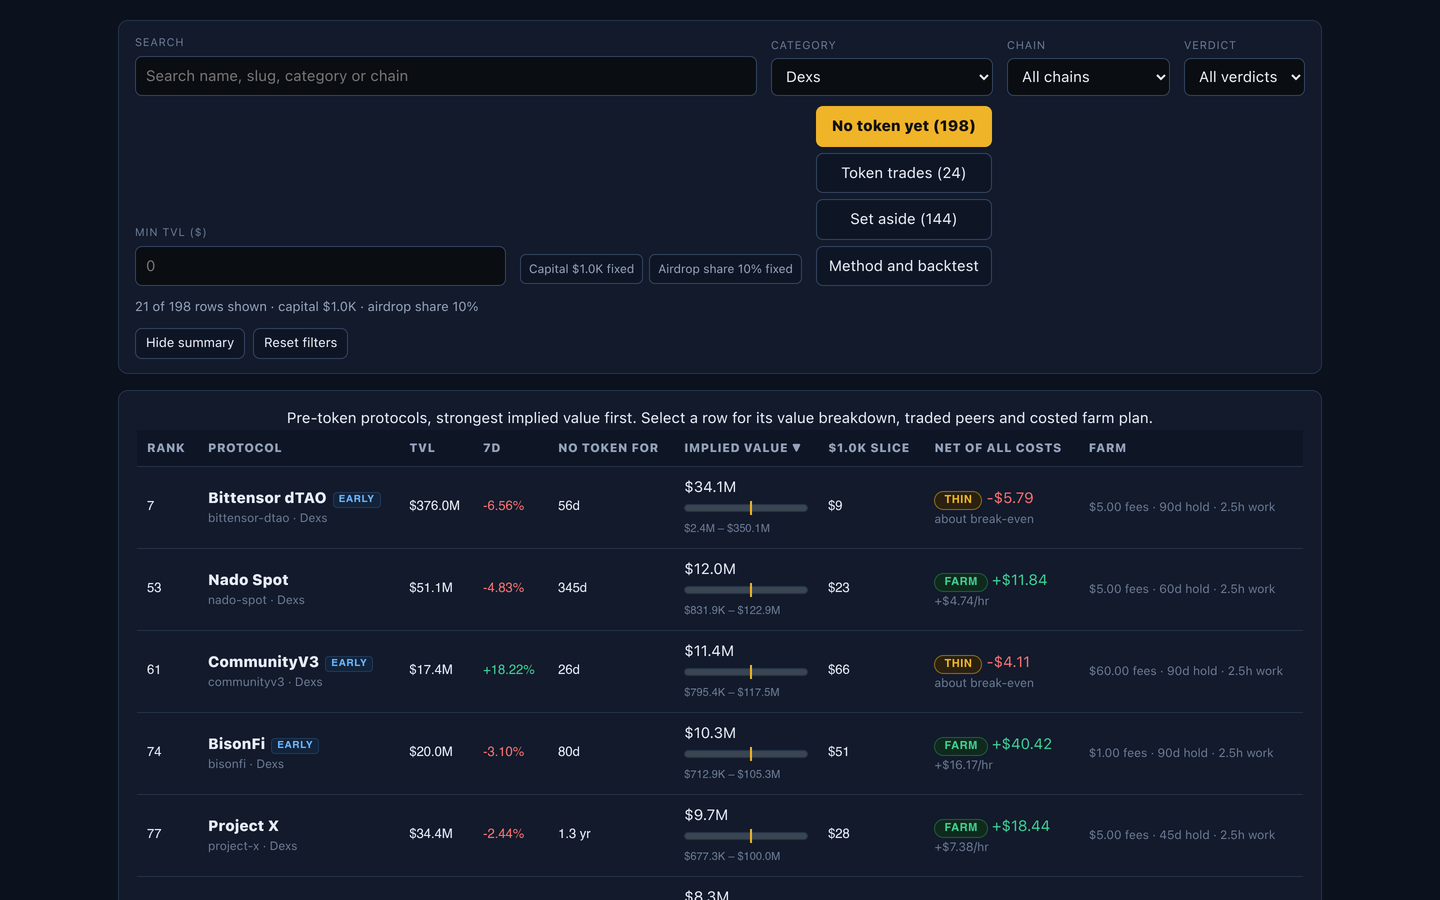 SEARCH
Search name, slug, category or chain
CATEGORY
Dexs
CHAIN
All chains
VERDICT
All verdicts
No token yet (198)
Token trades (24)
Set aside (144)
Method and backtest
MIN TVL ($)
0
Capital $1.0K fixed
Airdrop share 10% fixed
21 of 198 rows shown · capital $1.0K · airdrop share 10%
Hide summary
Reset filters
Pre-token protocols, strongest implied value first. Select a row for its value breakdown, traded peers and costed farm plan.
RANK PROTOCOL TVL 7D NO TOKEN FOR IMPLIED VALUE ▼ $1.0K SLICE NET OF ALL COSTS FARM
7 Bittensor dTAO EARLY $376.0M -6.56% 56d $34.1M $9 THIN -$5.79 $5.00 fees · 90d hold · 2.5h work
bittensor-dtao · Dexs $2.4M – $350.1M about break-even
53 Nado Spot $51.1M -4.83% 345d $12.0M $23 FARM +$11.84 $5.00 fees · 60d hold · 2.5h work
nado-spot · Dexs $831.9K – $122.9M +$4.74/hr
61 CommunityV3 EARLY $17.4M +18.22% 26d $11.4M $66 THIN -$4.11 $60.00 fees · 90d hold · 2.5h work
communityv3 · Dexs $795.4K – $117.5M about break-even
74 BisonFi EARLY $20.0M -3.10% 80d $10.3M $51 FARM +$40.42 $1.00 fees · 90d hold · 2.5h work
bisonfi · Dexs $712.9K – $105.3M +$16.17/hr
77 Project X $34.4M -2.44% 1.3 yr $9.7M $28 FARM +$18.44 $5.00 fees · 45d hold · 2.5h work
project-x · Dexs $677.3K – $100.0M +$7.38/hr
$8.3M